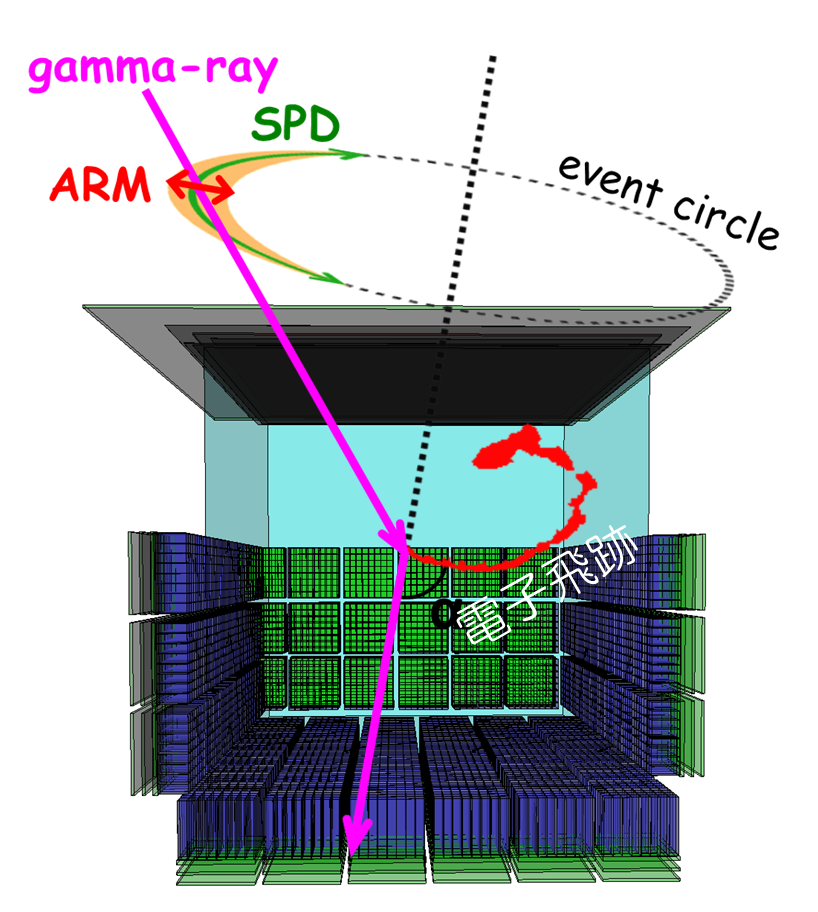 gamma-ray
SPD
ARM
event circle
α
電子飛跡